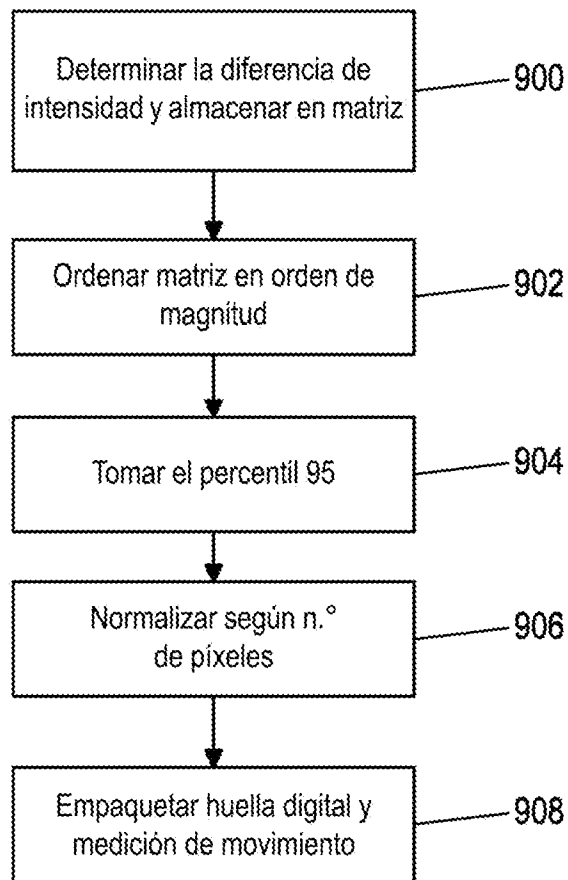 Determinar la diferencia de
intensidad y almacenar en matriz
900
Ordenar matriz en orden de
magnitud
902
Tomar el percentil 95
904
Normalizar según n.°
de píxeles
906
Empaquetar huella digital y
medición de movimiento
908